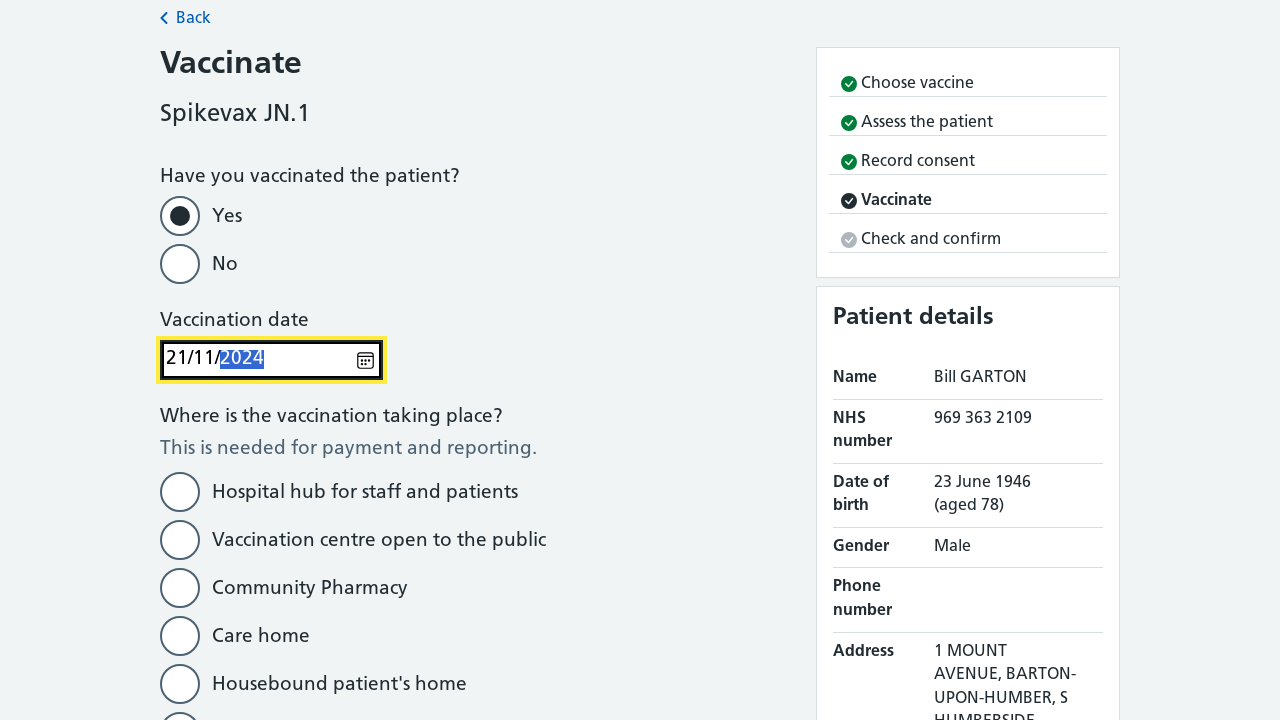 Back
Vaccinate
Spikevax JN.1
Have you vaccinated the patient?
Yes
No
Vaccination date
21/11/2024
Where is the vaccination taking place?
This is needed for payment and reporting.
Hospital hub for staff and patients
Vaccination centre open to the public
Community Pharmacy
Care home
Housebound patient's home
Choose vaccine
Assess the patient
Record consent
Vaccinate
Check and confirm
Patient details
Name Bill GARTON
NHS number 969 363 2109
Date of birth 23 June 1946 (aged 78)
Gender Male
Phone number
Address 1 MOUNT
AVENUE, BARTON-
UPON-HUMBER, S
HUMBERSIDE